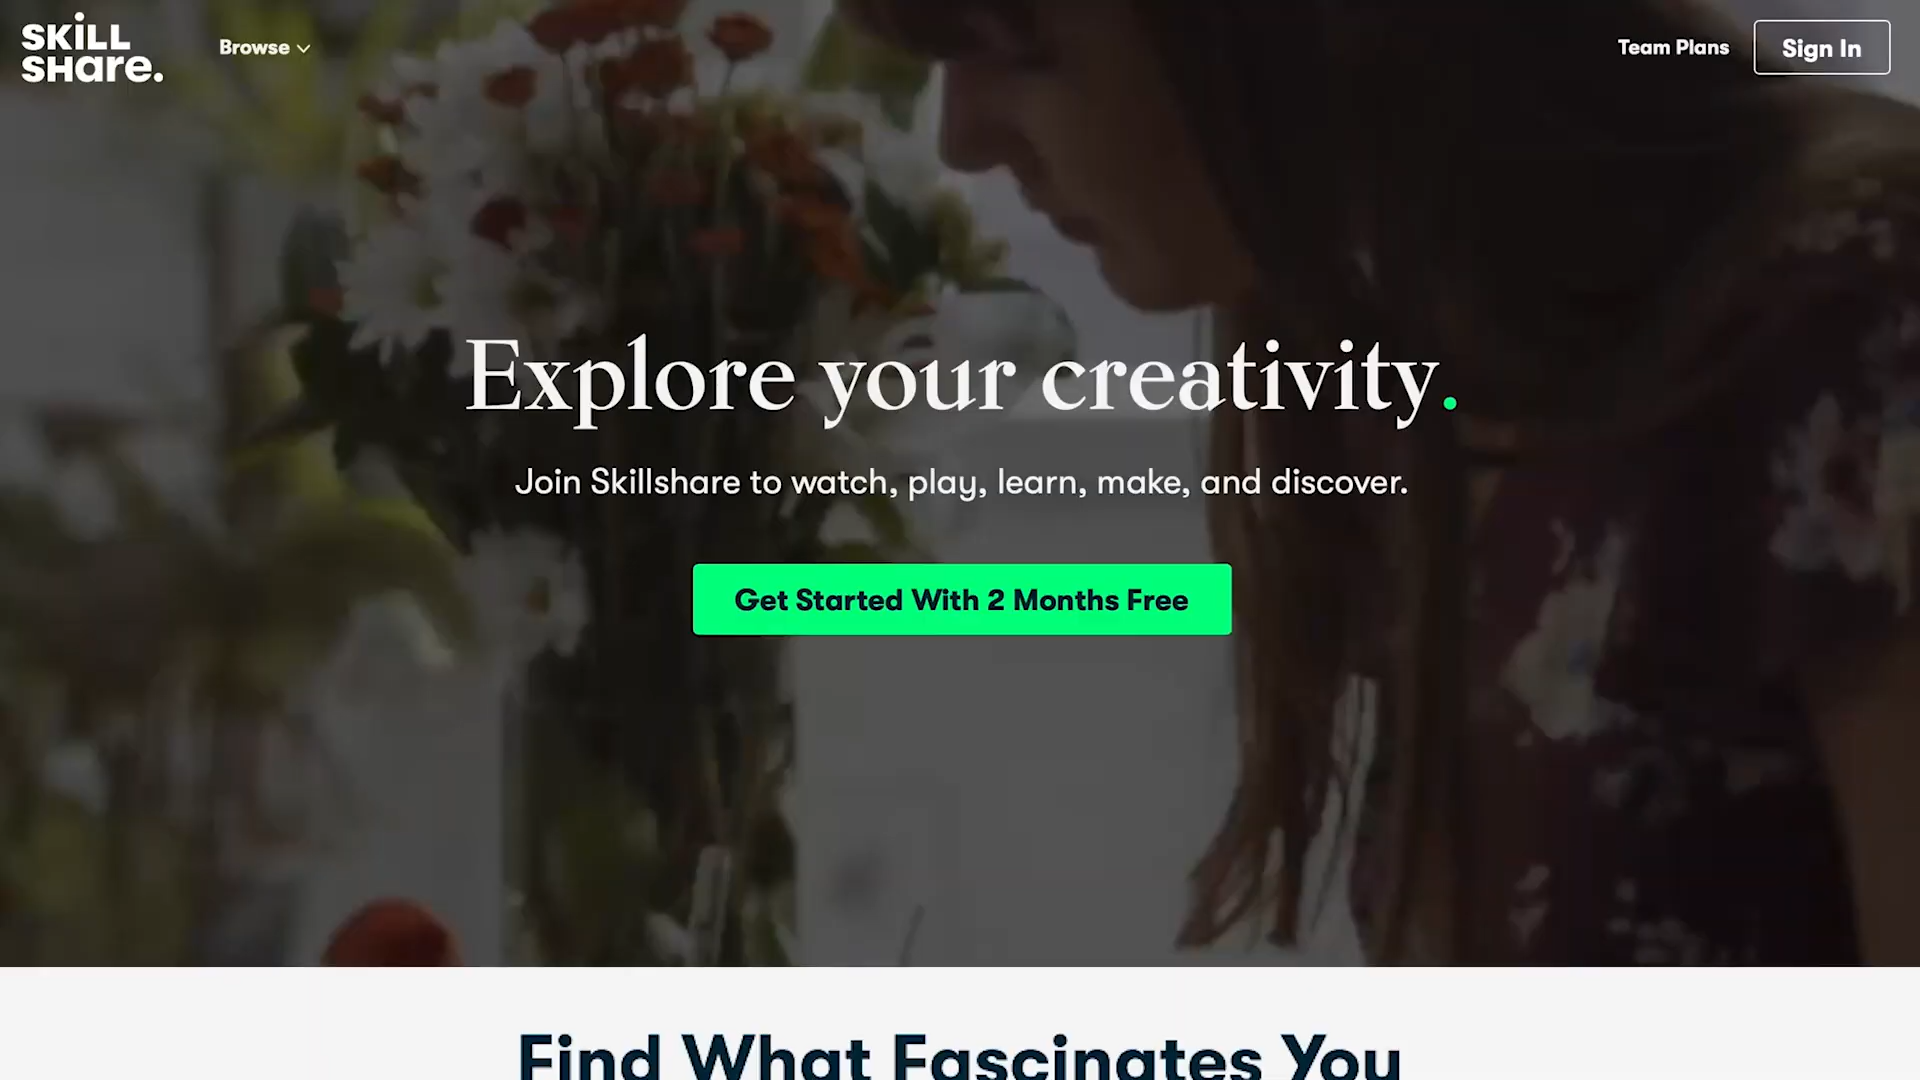 SKILL
SHare.
Browse
Team Plans
Sign In
Explore your creativity.
Join Skillshare to watch, play, learn, make, and discover.
Get Started With 2 Months Free
Find What Fascinates You